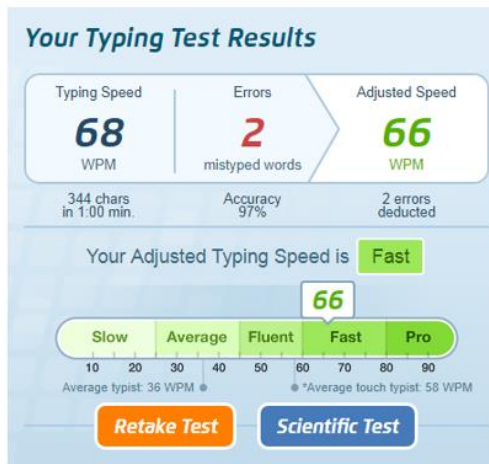 Your Typing Test Results
Typing Speed
68
WPM
344 chars
in 1:00 min.
Errors
2
mistyped words
Accuracy
97%
Adjusted Speed
66
WPM
2 errors
deducted
Your Adjusted Typing Speed is Fast
66
Slow Average Fluent Fast Pro
10 20 30 40 50 60 70 80 90
Average typist: 36 WPM *Average touch typist: 58 WPM
Retake Test Scientific Test